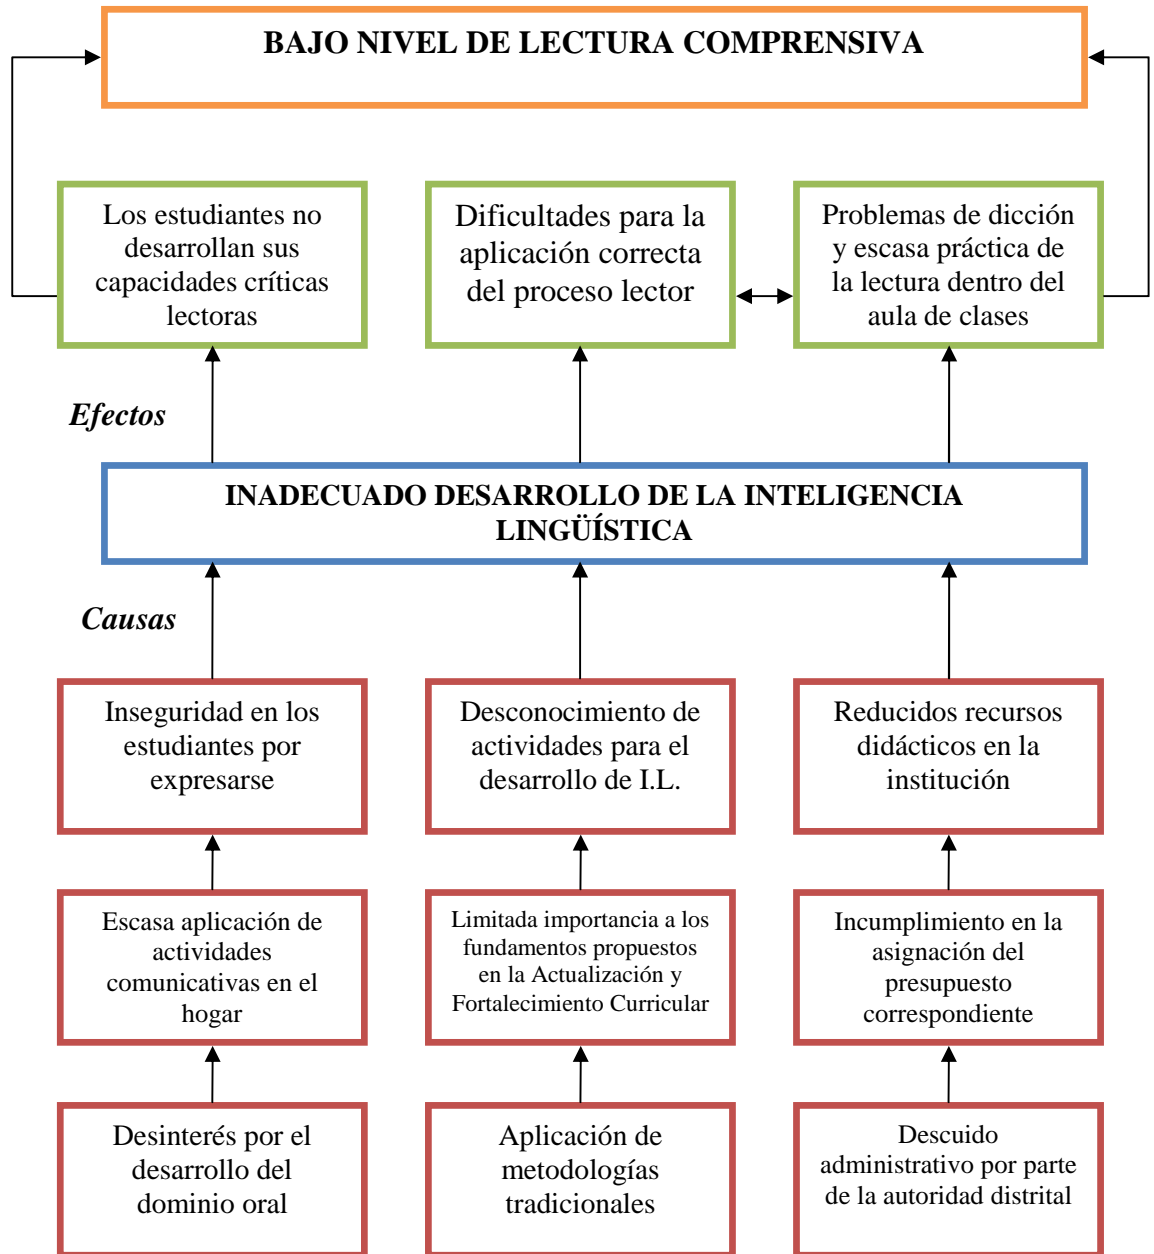 BAJO NIVEL DE LECTURA COMPRENSIVA
Los estudiantes no
desarrollan sus
capacidades críticas
lectoras
Dificultades para la
aplicación correcta
del proceso lector
Problemas de dicción
y escasa práctica de
la lectura dentro del
aula de clases
Efectos
INADECUADO DESARROLLO DE LA INTELIGENCIA
LINGÜÍSTICA
Causas
Inseguridad en los
estudiantes por
expresarse
Desconocimiento de
actividades para el
desarrollo de I.L.
Reducidos recursos
didácticos en la
institución
Escasa aplicación de
actividades
comunicativas en el
hogar
Limitada importancia a los
fundamentos propuestos
en la Actualización y
Fortalecimiento Curricular
Incumplimiento en la
asignación del
presupuesto
correspondiente
Desinterés por el
desarrollo del
dominio oral
Aplicación de
metodologías
tradicionales
Descuido
administrativo por parte
de la autoridad distrital